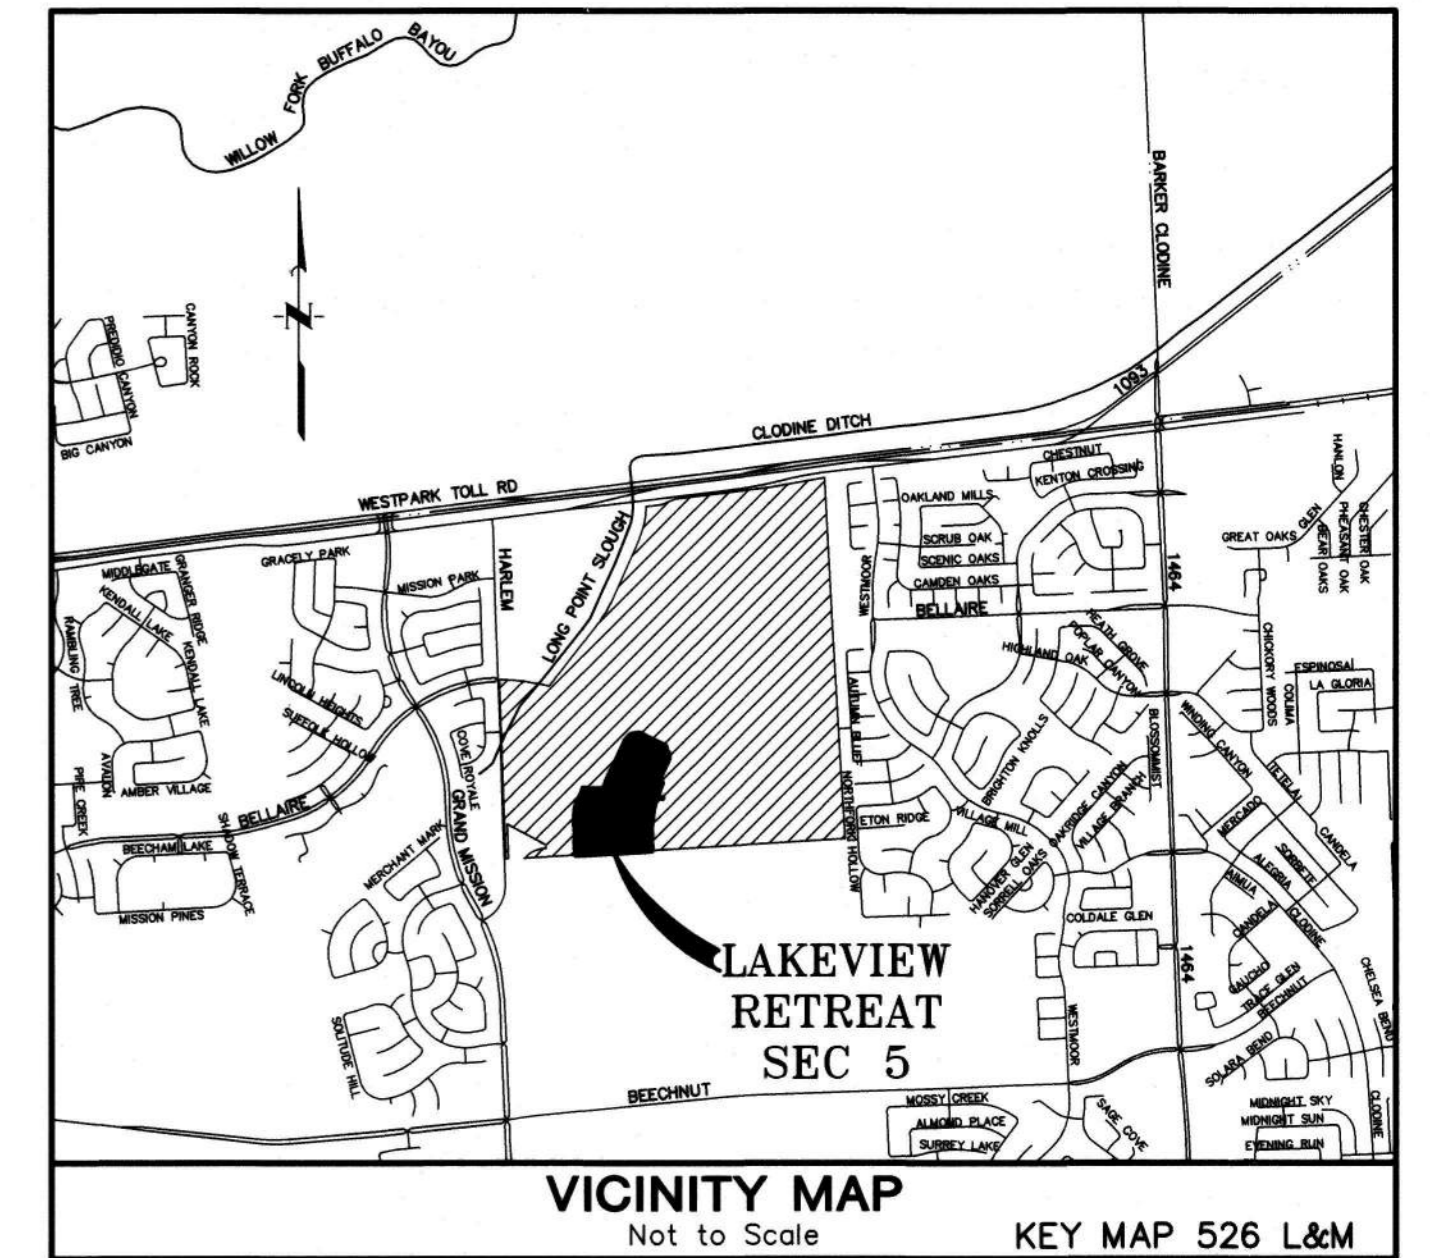 WILLOW FORK BUFFALO BAYOU
BARKER CLODINE
CANYON ROCK
PREDIDIO CANYON
BIG CANYON
N
1093
CLODINE DITCH
WESTPARK TOLL RD
CHESTNUT
KENTON CROSSING
OAKLAND MILLS
SCRUB OAK
SCENIC OAKS
CAMDEN OAKS
BELLAIRE
WESTMOOR
HANLON
GREAT OAKS GLEN
BEAR OAKS
PHEASANT OAK
CHESTER OAK
1464
GRACELY PARK
MISSION PARK
HARLEM
LONG POINT SLOUGH
MIDDLEGATE
GRANGER RIDGE
KENDALL LAKE
KENDALL LAKE
RAMBLING TREE
LINCOLN HEIGHTS
SUFFOLK HOLLOW
HEATH GROVE
POPLAR CANYON
HIGHLAND OAK
CHICKORY WOODS
COLIMA
ESPINOSA
LA GLORIA
AUTUMN BLUFF
NORTHFORK HOLLOW
BRIGHTON KNOLLS
BLOSSOMMIST
WINDING CANYON
TETELA
AVALON
PIRE CREEK
AMBER VILLAGE
BELLAIRE
COVE ROYALE
GRAND MISSION
BEECHAM LAKE
SHADOW TERRACE
MISSION PINES
MERCHANT MARK
ETON RIDGE
VILLAGE MILL
OAKRIDGE CANYON
VILLAGE BRANCH
HANOVER GLEN
SORRELL OAKS
MERCADO
SORBETE
ALEGRIA
CANDELA
AIMUA
CANDELA
CLODINE
COLDALE GLEN
1464
GAUCHO
TRACE GLEN
BEECHNUT
CHELSEA BEND
SOLARA BEND
LAKEVIEW
RETREAT
SEC 5
SOLITUDE HILL
WESTMOOR
BEECHNUT
MOSSY CREEK
ALMOND PLACE
SURREY LAKE
SAGE COVE
MIDNIGHT SKY
MIDNIGHT SUN
EVENING RUN
CLODINE
VICINITY MAP
Not to Scale
KEY MAP 526 L&M